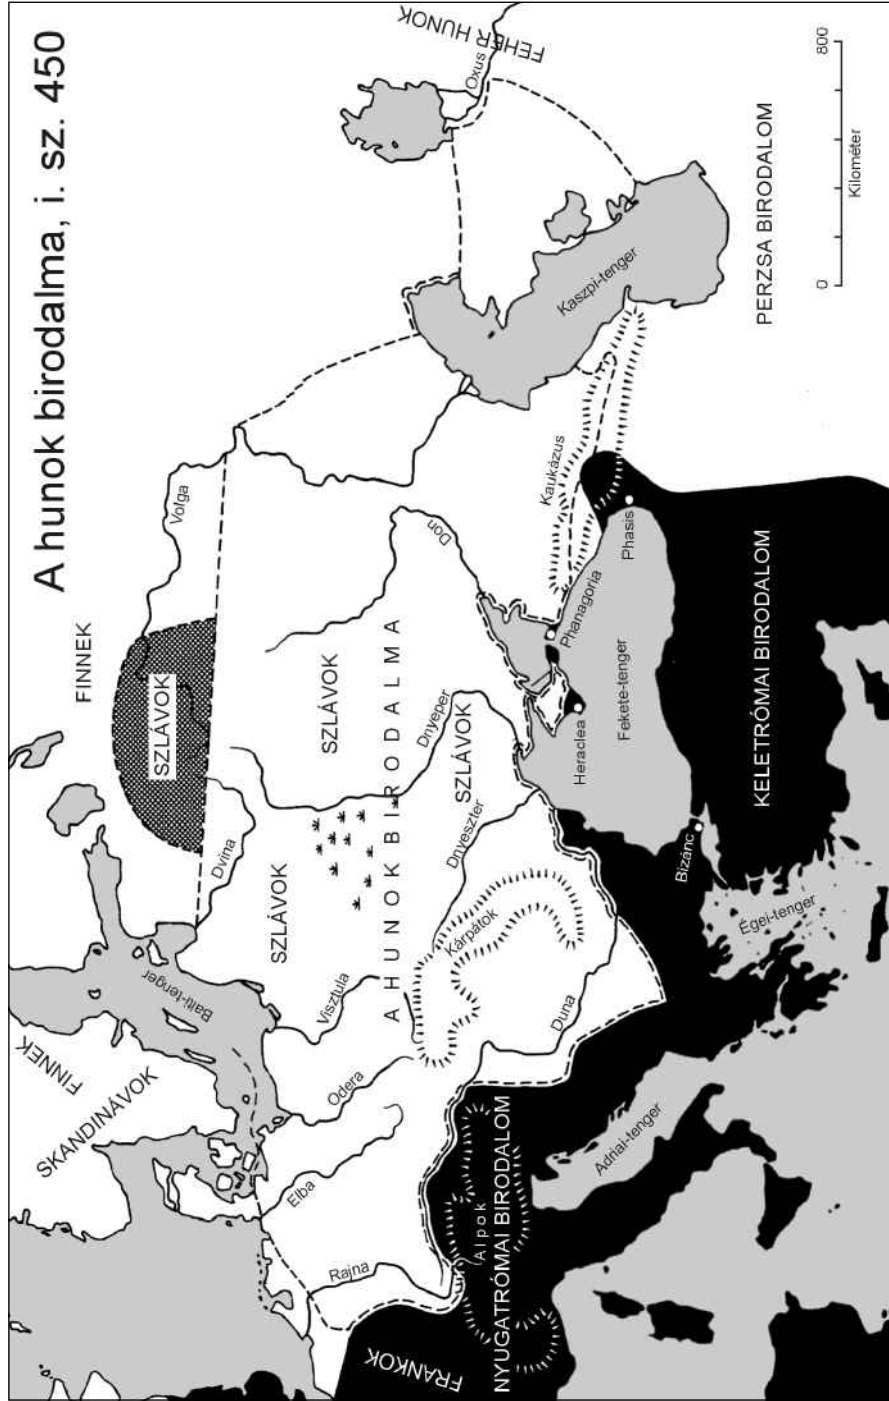 A hunok birodalma, i. sz. 450
FINNEK
SKANDINÁVOK
Balti-tenger
FINNEK
Volga
SZLÁVOK
Dvina
SZLÁVOK
SZLÁVOK
Don
Visztula
Odera
Elba
Rajna
A HUNOK BIRODALMA
Dnyeper
SZLÁVOK
Dnyeszter
Kárpátok
Duna
FEHÉR HUNOK
Oxus
Kaszpi-tenger
Kaukázus
Phanagoria
Phasis
Heraclea
Fekete-tenger
FRANKOK
NYUGATRÓMAI BIRODALOM
Alpok
Adriai-tenger
Bizánc
Égei-tenger
KELETRÓMAI BIRODALOM
PERZSA BIRODALOM
0
800
Kilométer